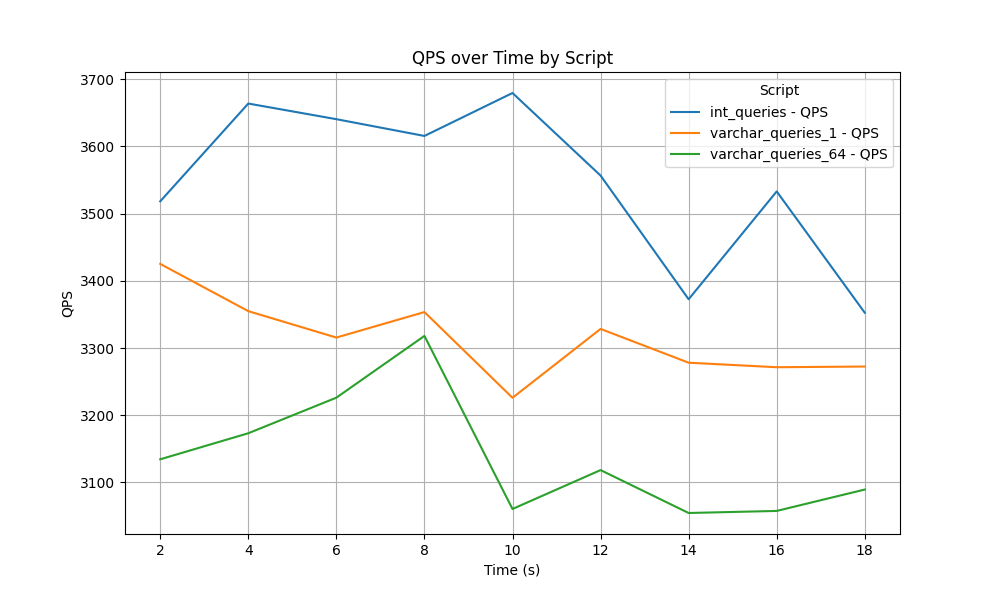 QPS over Time by Script
Script
int_queries - QPS
varchar_queries_1 - QPS
varchar_queries_64 - QPS
QPS
3700
3600
3500
3400
3300
3200
3100
2 4 6 8 10 12 14 16 18
Time (s)